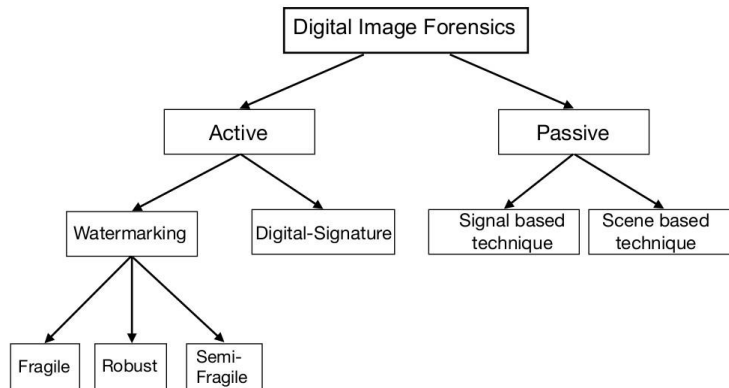 Digital Image Forensics
Active
Passive
Watermarking
Digital-Signature
Signal based
technique
Scene based
technique
Fragile
Robust
Semi-
Fragile